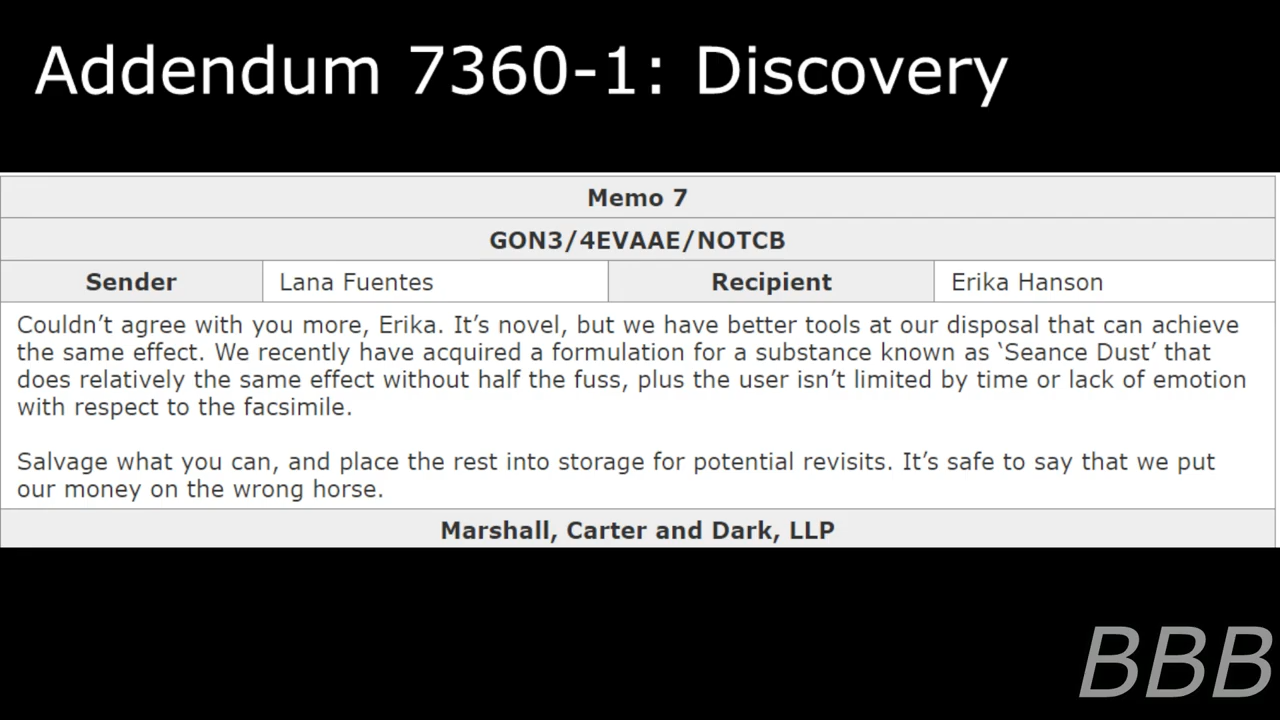 Addendum 7360-1: Discovery
Memo 7
GON3/4EVAAE/NOTCB
Sender Lana Fuentes Recipient Erika Hanson
Couldn’t agree with you more, Erika. It’s novel, but we have better tools at our disposal that can achieve
the same effect. We recently have acquired a formulation for a substance known as ‘Seance Dust’ that
does relatively the same effect without half the fuss, plus the user isn’t limited by time or lack of emotion
with respect to the facsimile.
Salvage what you can, and place the rest into storage for potential revisits. It’s safe to say that we put
our money on the wrong horse.
Marshall, Carter and Dark, LLP
BBB